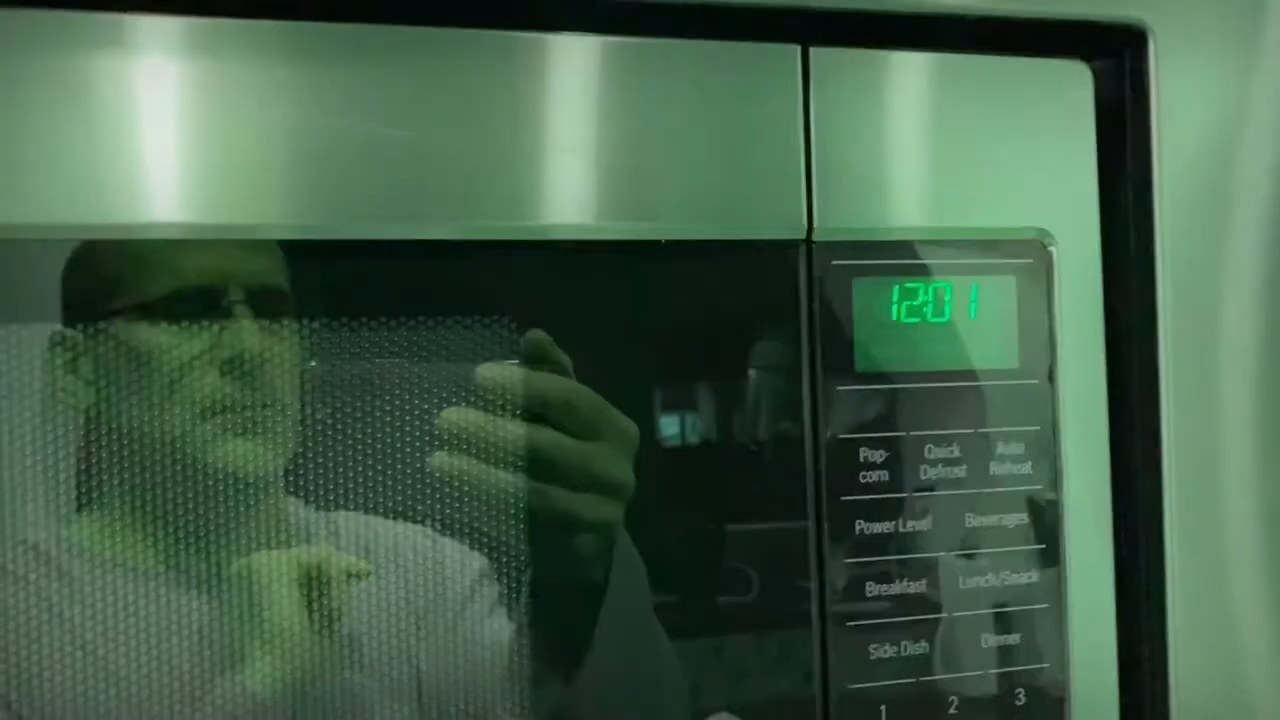 12:01
Pop-
corn
Quick
Defrost
Auto
Reheat
Power Level
Beverages
Breakfast
Lunch/Snack
Side Dish
Dinner
1
2
3